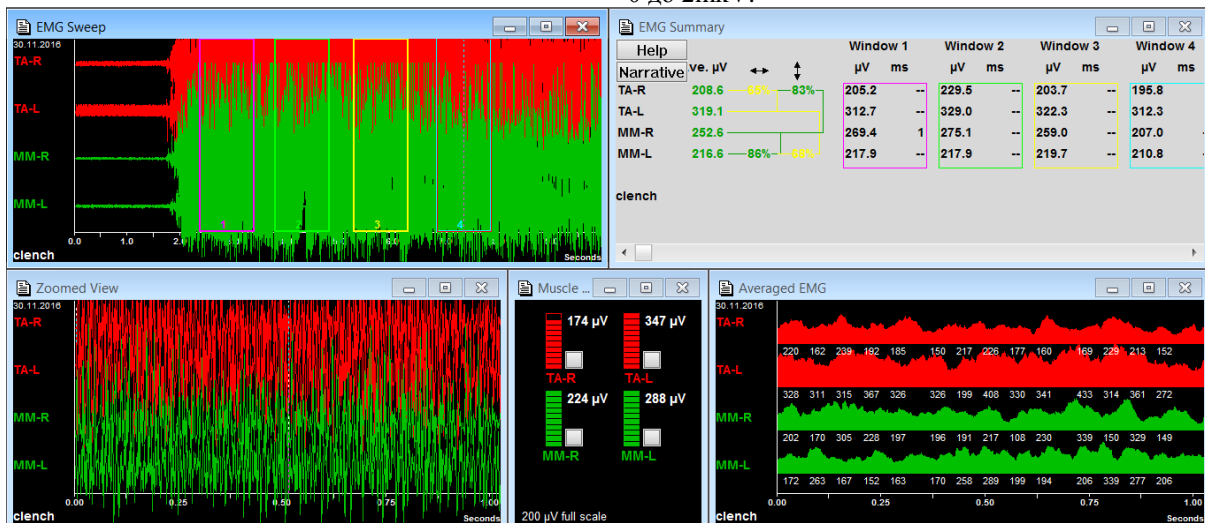 0 до 2mkV.
EMG Sweep
30.11.2016
TA-R
TA-L
MM-R
MM-L
1 2 3 4
0.0 1.0
clench Seconds
EMG Summary
Help Window 1 Window 2 Window 3 Window 4
Narrative ve. µV µV ms µV ms µV ms µV ms
TA-R 208.6 83% 205.2 -- 229.5 -- 203.7 -- 195.8
TA-L 319.1 312.7 -- 329.0 -- 322.3 -- 312.3
MM-R 252.6 269.4 1 275.1 -- 259.0 -- 207.0
MM-L 216.6 86% 217.9 -- 217.9 -- 219.7 -- 210.8
clench
Zoomed View
30.11.2016
TA-R
TA-L
MM-R
MM-L
0.00 0.25 0.50 0.75 1.00
clench Seconds
Muscle ...
174 µV 347 µV
TA-R TA-L
224 µV 288 µV
MM-R MM-L
200 µV full scale
Averaged EMG
30.11.2016
TA-R
220 162 239 192 185 150 217 226 177 160 169 229 213 152
TA-L
328 311 315 367 326 326 199 408 330 341 433 314 361 272
MM-R
202 170 305 228 197 196 191 217 108 230 339 150 329 149
MM-L
172 263 167 152 163 170 258 289 199 194 206 339 277 206
0.00 0.25 0.50 0.75 1.00
clench Seconds